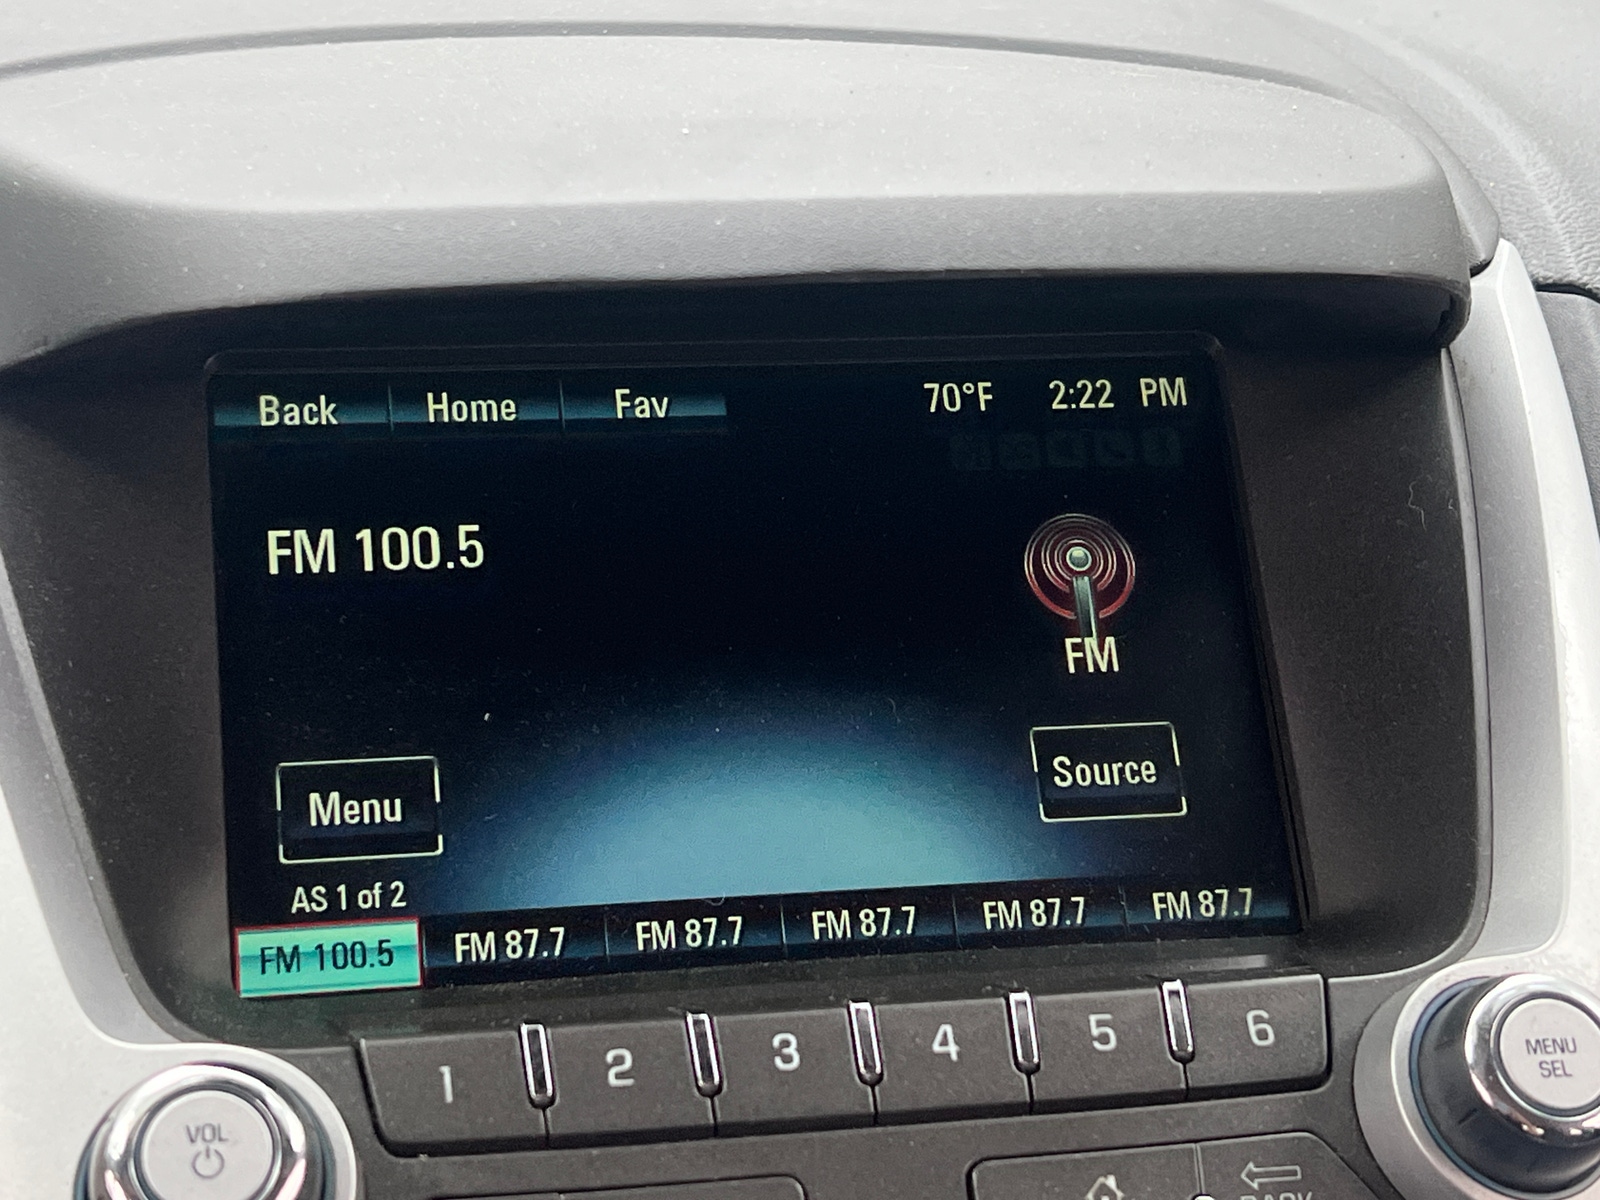 Back Home Fav 70°F 2:22 PM
FM 100.5
FM
Menu
Source
AS 1 of 2
FM 100.5 FM 87.7 FM 87.7 FM 87.7 FM 87.7 FM 87.7
1 2 3 4 5 6
VOL
MENU
SEL
BACK